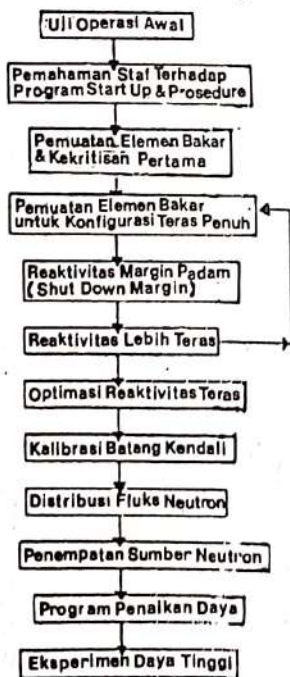 Uji Operasi Awal
Pemahaman Staf Terhadap
Program Start Up & Prosedure
Pemuatan Elemen Bakar
& Kekritisan Pertama
Pemuatan Elemen Bakar
untuk Konfigurasi Teras Penuh
Reaktivitas Margin Padam
(Shut Down Margin)
Reaktivitas Lebih Teras
Optimasi Reaktivitas Teras
Kalibrasi Batang Kendali
Distribusi Fluks Neutron
Penempatan Sumber Neutron
Program Penaikan Daya
Eksperimen Daya Tinggi